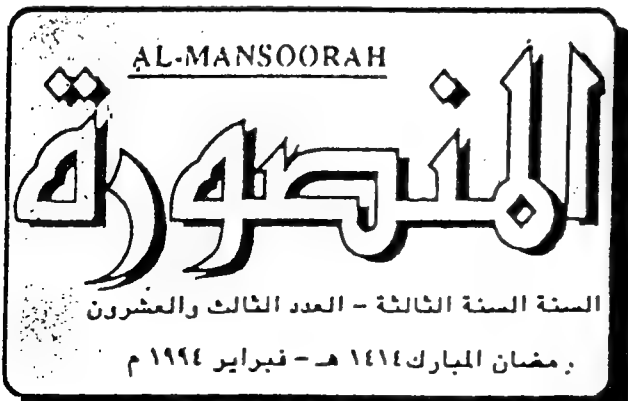 AL-MANSOORAH
المنصورة
السنة السنة الثالثة - العدد الثالث والعشرون
رمضان المبارك ١٤١٤ هـ - فبراير ١٩٩٤ م